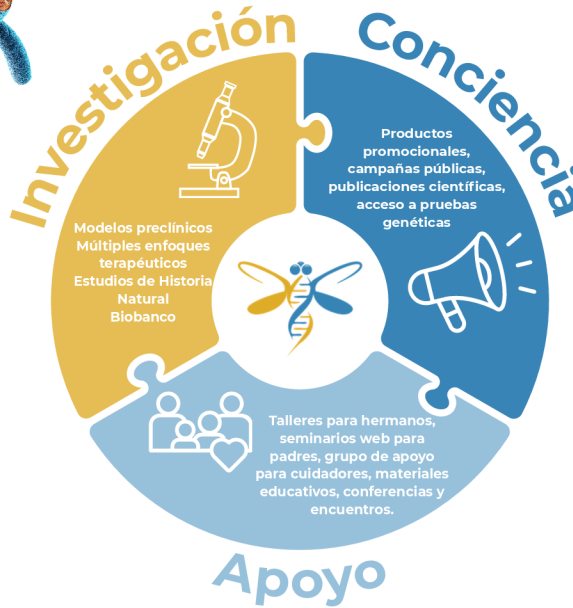 Investigación
Modelos preclínicos
Múltiples enfoques
terapéuticos
Estudios de Historia
Natural
Biobanco
Conciencia
Productos
promocionales,
campañas públicas,
publicaciones científicas,
acceso a pruebas
genéticas
Talleres para hermanos,
seminarios web para
padres, grupo de apoyo
para cuidadores, materiales
educativos, conferencias y
encuentros.
Apoyo